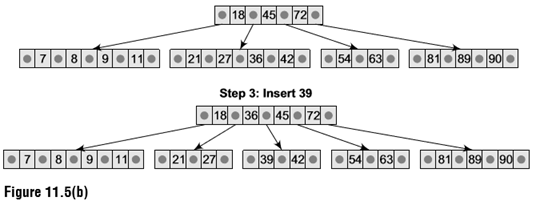 18 45 72
7 8 9 11 21 27 36 42 54 63 81 89 90
Step 3: Insert 39
18 36 45 72
7 8 9 11 21 27 39 42 54 63 81 89 90
Figure 11.5(b)